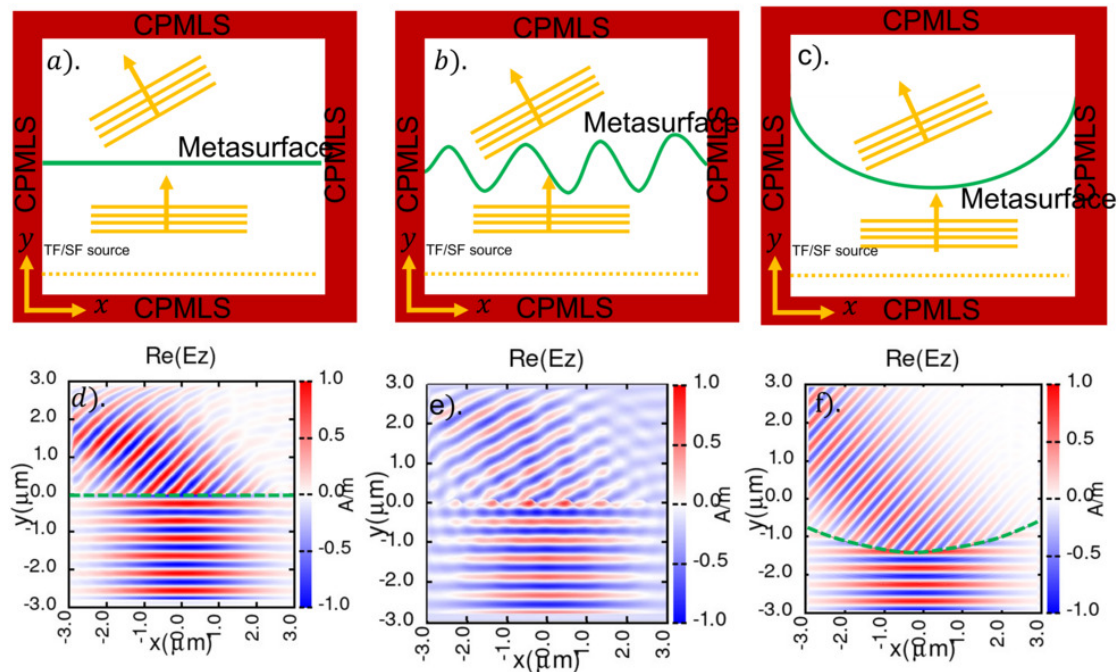 CPMLS
a).
CPMLS
Metasurface
CPMLS
TF/SF source
y
x
CPMLS
CPMLS
b).
CPMLS
Metasurface
CPMLS
TF/SF source
y
x
CPMLS
CPMLS
c).
CPMLS
CPMLS
Metasurface
TF/SF source
y
x
CPMLS
Re(Ez)
d).
3.0
2.0
1.0
0.0
-1.0
-2.0
-3.0
y(μm)
-3.0 -2.0 -1.0 0.0 1.0 2.0 3.0
x(μm)
1.0
0.5
0.0
-0.5
-1.0
A/m
Re(Ez)
e).
3.0
2.0
1.0
0.0
-1.0
-2.0
-3.0
y(μm)
-3.0 -2.0 -1.0 0.0 1.0 2.0 3.0
x(μm)
1.0
0.5
0.0
-0.5
-1.0
A/m
Re(Ez)
f).
3.0
2.0
1.0
0.0
-1.0
-2.0
-3.0
y(μm)
-3.0 -2.0 -1.0 0.0 1.0 2.0 3.0
x(μm)
1.0
0.5
0.0
-0.5
-1.0
A/m